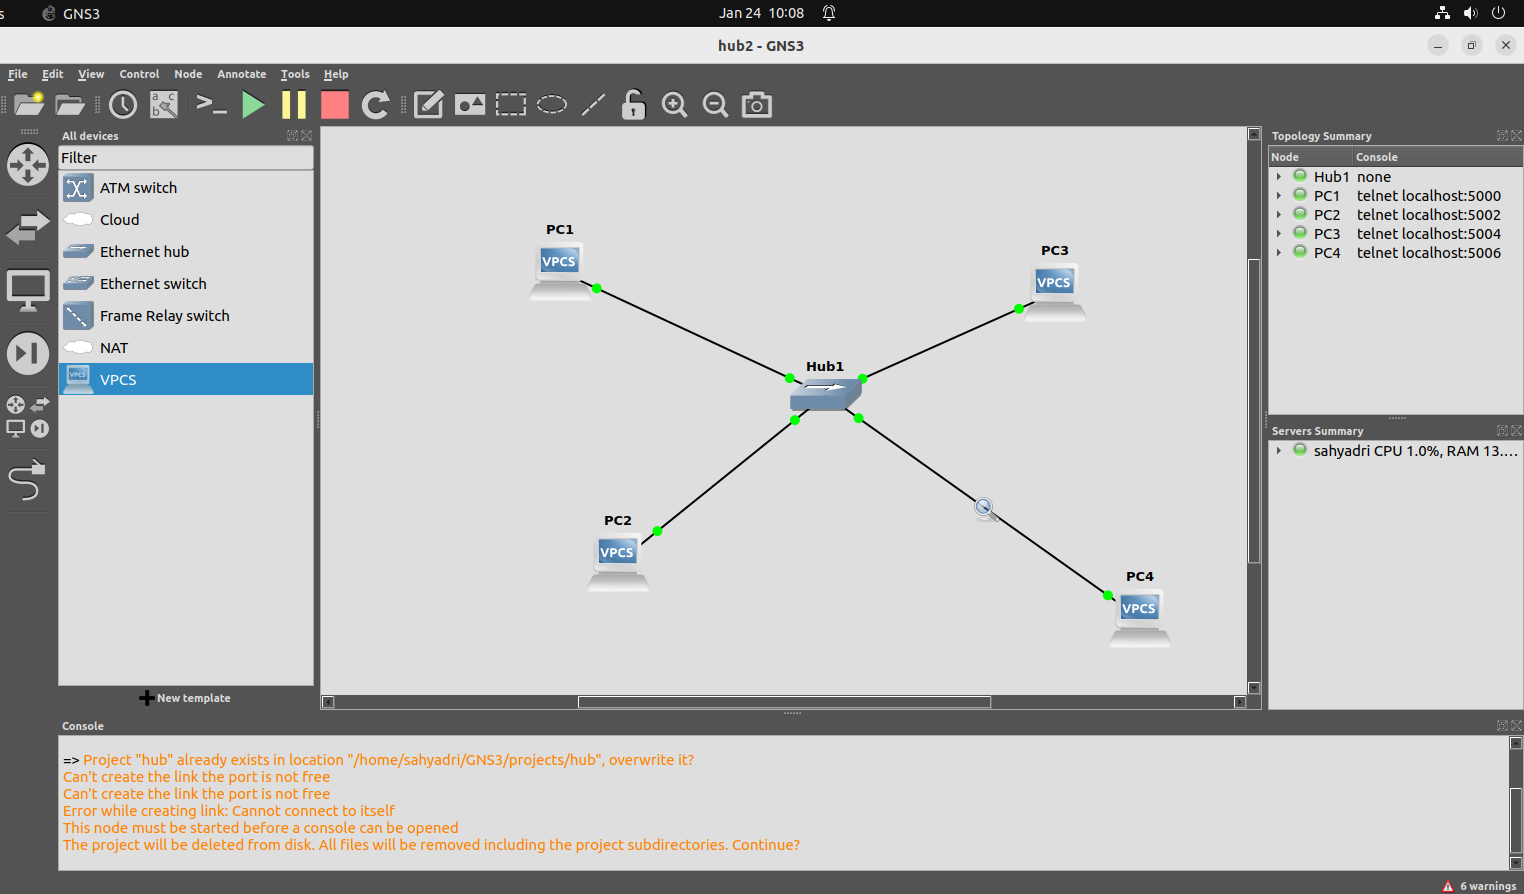 s GNS3 Jan 24 10:08
hub2 - GNS3
File Edit View Control Node Annotate Tools Help
a c
b
>_
All devices
Filter
ATM switch
Cloud
Ethernet hub
Ethernet switch
Frame Relay switch
NAT
VPCS
VPCS
New template
PC1
VPCS
PC3
VPCS
Hub1
PC2
VPCS
PC4
VPCS
Topology Summary
Node Console
Hub1 none
PC1 telnet localhost:5000
PC2 telnet localhost:5002
PC3 telnet localhost:5004
PC4 telnet localhost:5006
Servers Summary
sahyadri CPU 1.0%, RAM 13....
Console
=> Project "hub" already exists in location "/home/sahyadri/GNS3/projects/hub", overwrite it?
Can't create the link the port is not free
Can't create the link the port is not free
Error while creating link: Cannot connect to itself
This node must be started before a console can be opened
The project will be deleted from disk. All files will be removed including the project subdirectories. Continue?
6 warnings